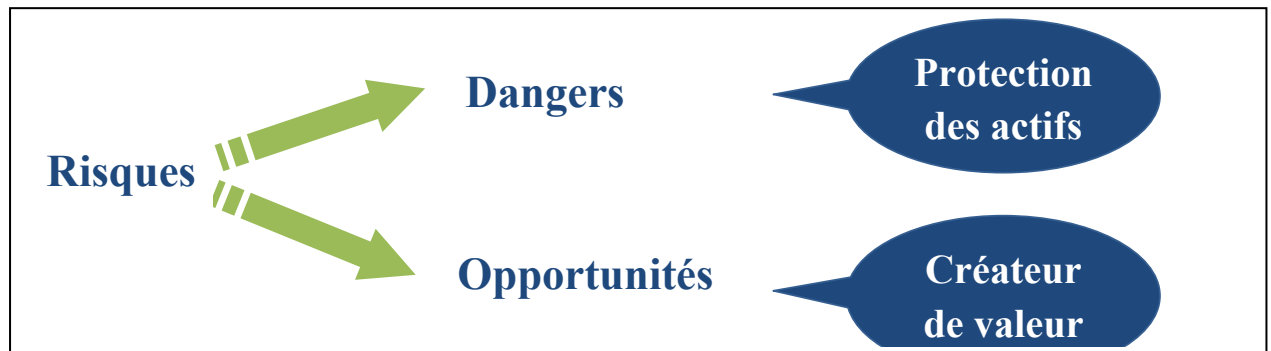 Risques
Dangers
Protection
des actifs
Opportunités
Créateur
de valeur